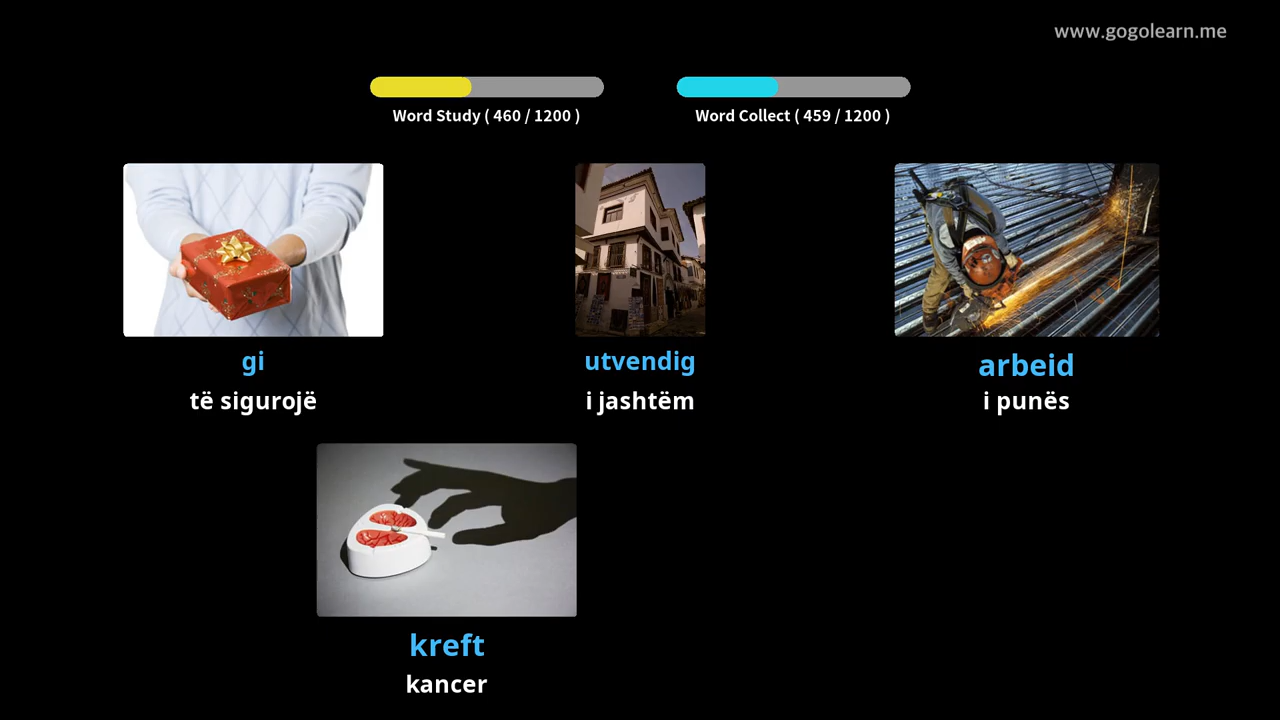 www.gogolearn.me
Word Study ( 460 / 1200 )
Word Collect ( 459 / 1200 )
gi
të sigurojë
utvendig
i jashtëm
arbeid
i punës
kreft
kancer